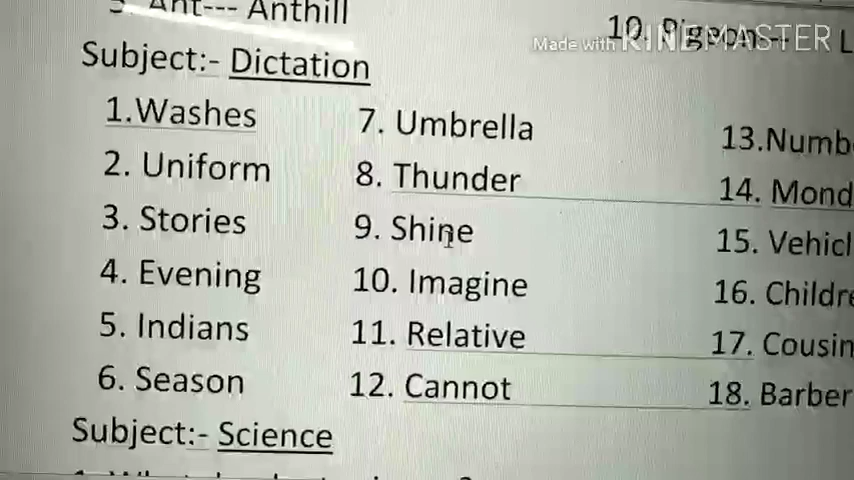 Ant--- Anthill
10. Pigeon---
Made with KINEMASTER
Subject:- Dictation
1.Washes
2. Uniform
3. Stories
4. Evening
5. Indians
6. Season
7. Umbrella
8. Thunder
9. Shine
10. Imagine
11. Relative
12. Cannot
13.Numb
14. Mond
15. Vehicl
16. Childre
17. Cousin
18. Barber
Subject:- Science